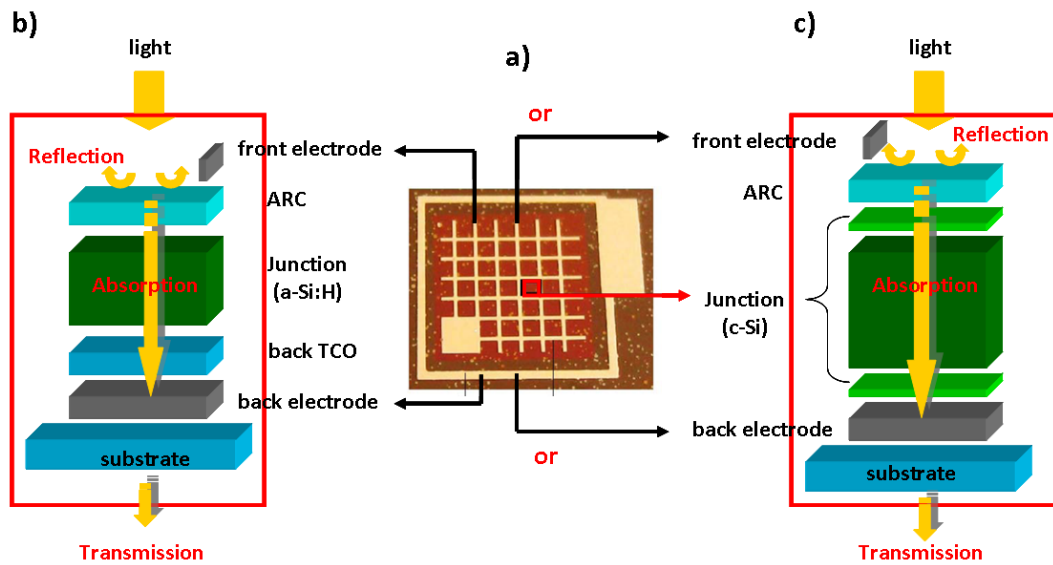 b)
light
Reflection
front electrode
ARC
Absorption
Junction
(a-Si:H)
back TCO
back electrode
substrate
Transmission
a)
or
or
c)
light
front electrode
Reflection
ARC
Junction
(c-Si)
Absorption
back electrode
substrate
Transmission